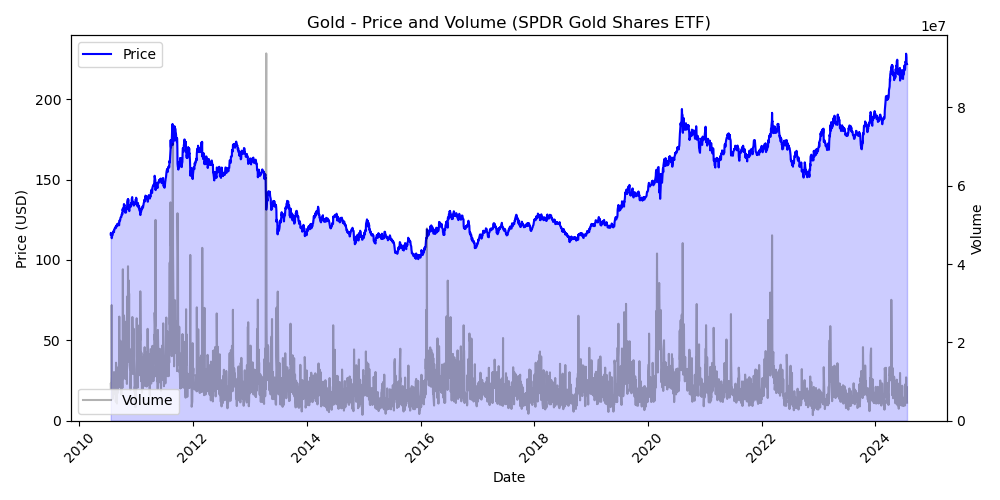 Gold - Price and Volume (SPDR Gold Shares ETF)
1e7
Price
200
150
100
50
0
Price (USD)
8
6
4
2
0
Volume
Volume
2010
2012
2014
2016
2018
2020
2022
2024
Date